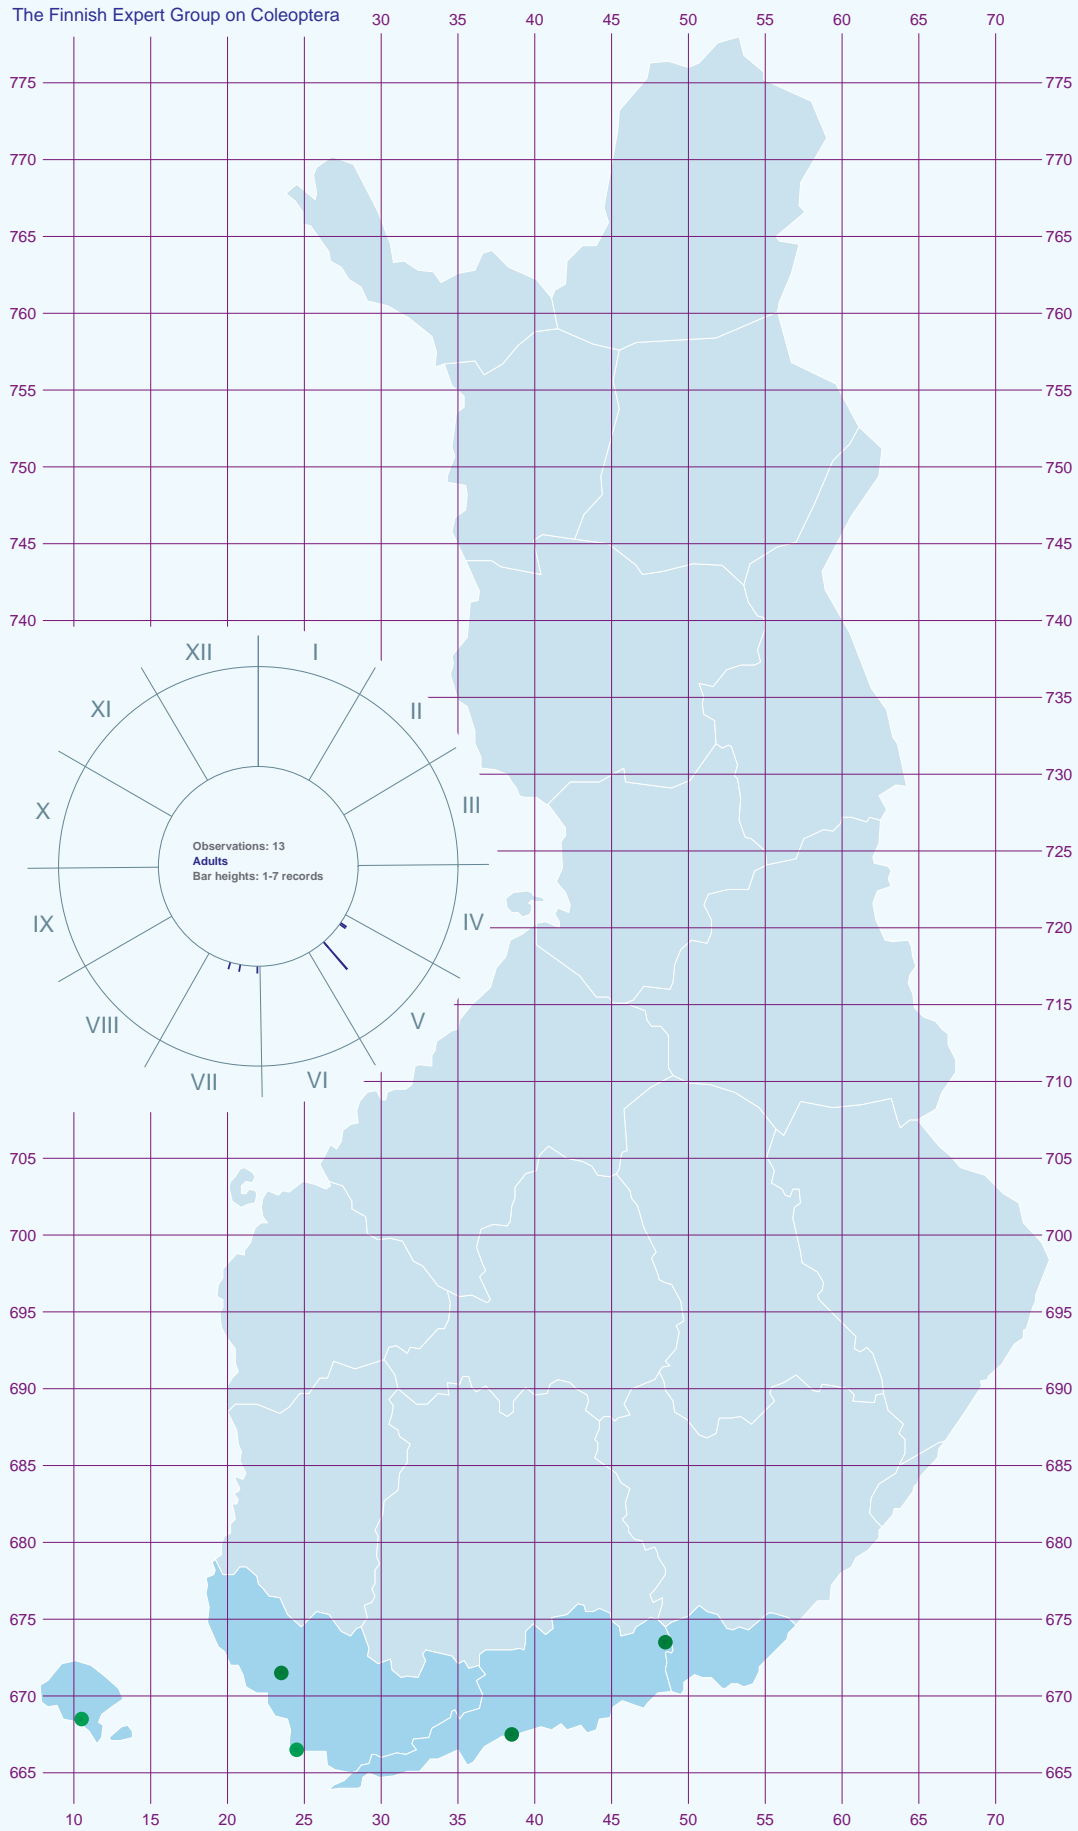 The Finnish Expert Group on Coleoptera
30 40 45 50 55 60 65 70
775 775
770 770
765 765
760 760
755 755
750 750
745 745
740 740
XII I
XI II
735
730
X III
725
Observations: 13
Adults
Bar heights: 1-7 records
IX IV
720
715
VIII V
VII VI
710
705 705
700 700
695 695
690 690
685 685
680 680
675 675
670 670
665 665
10 15 20 25 30 35 40 45 50 55 60 65 70